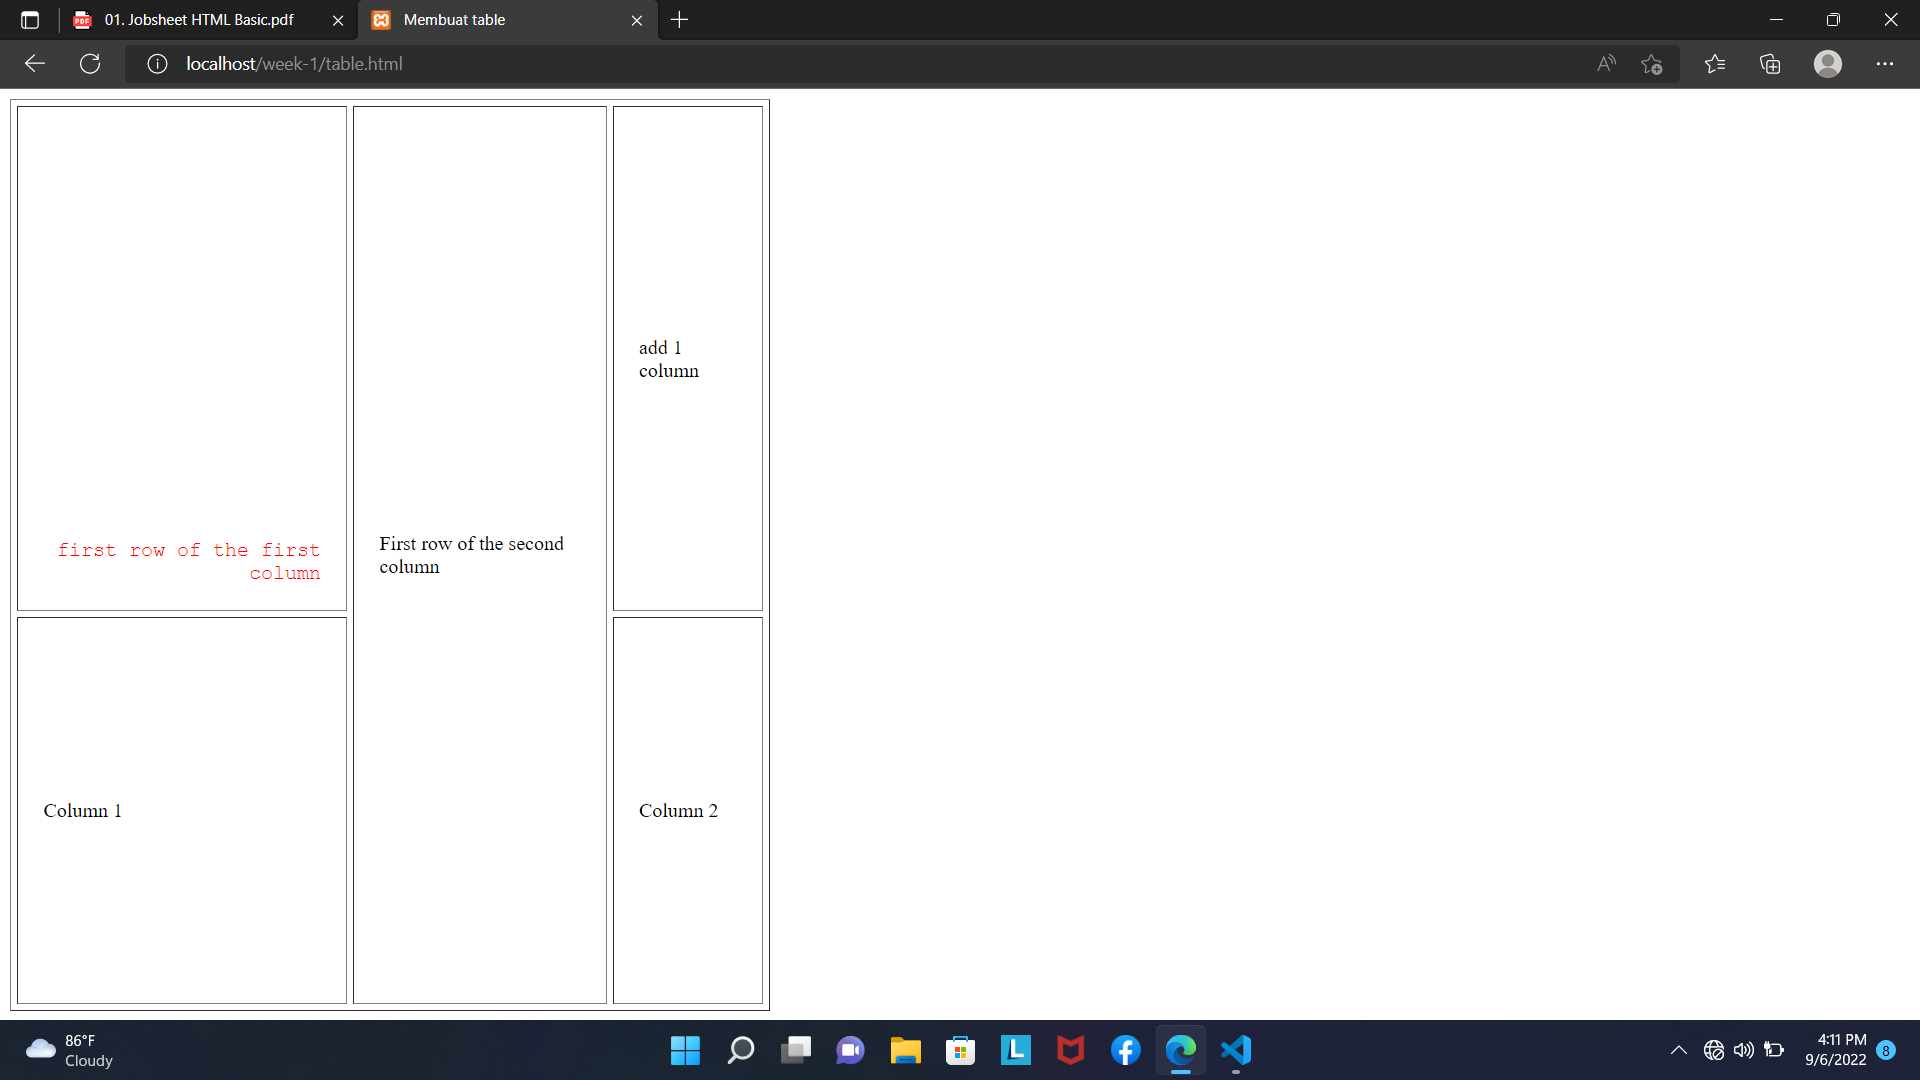 01. Jobsheet HTML Basic.pdf
Membuat table
localhost/week-1/table.html
add 1
column
first row of the first
column
First row of the second
column
Column 1
Column 2
86°F
Cloudy
4:11 PM
9/6/2022
8